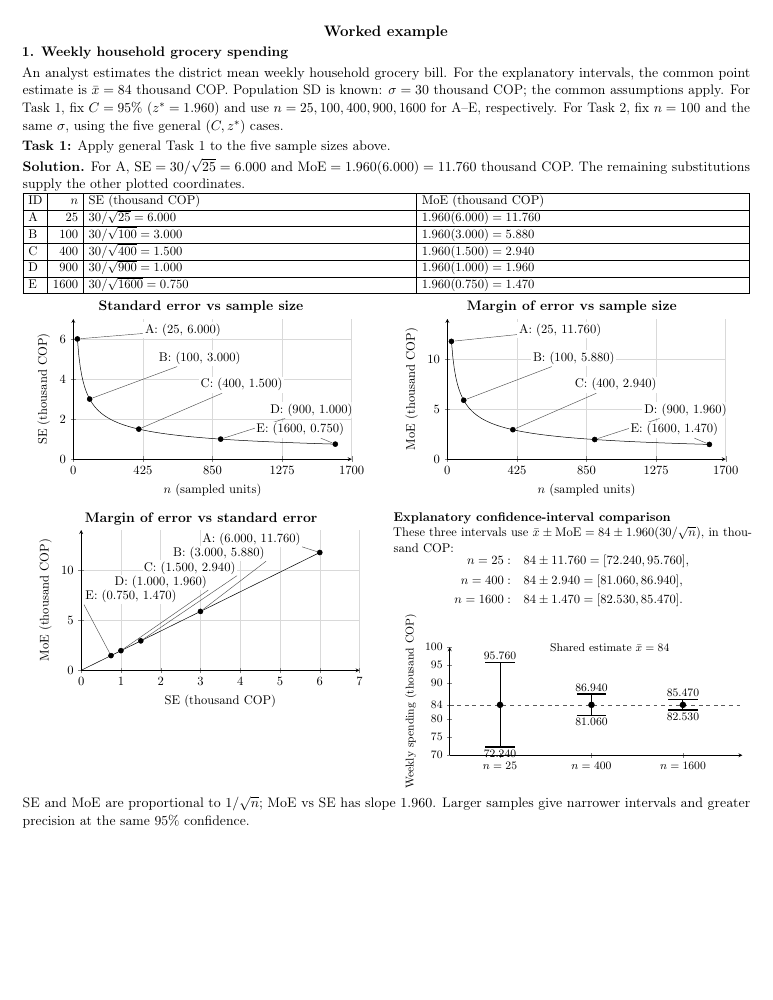 Worked example
1. Weekly household grocery spending
An analyst estimates the district mean weekly household grocery bill. For the explanatory intervals, the common point
estimate is x̄ = 84 thousand COP. Population SD is known: σ = 30 thousand COP; the common assumptions apply. For
Task 1, fix C = 95% (z* = 1.960) and use n = 25, 100, 400, 900, 1600 for A–E, respectively. For Task 2, fix n = 100 and the
same σ, using the five general (C, z*) cases.
Task 1: Apply general Task 1 to the five sample sizes above.
Solution. For A, SE = 30/√25 = 6.000 and MoE = 1.960(6.000) = 11.760 thousand COP. The remaining substitutions
supply the other plotted coordinates.
ID n SE (thousand COP) MoE (thousand COP)
A 25 30/√25 = 6.000 1.960(6.000) = 11.760
B 100 30/√100 = 3.000 1.960(3.000) = 5.880
C 400 30/√400 = 1.500 1.960(1.500) = 2.940
D 900 30/√900 = 1.000 1.960(1.000) = 1.960
E 1600 30/√1600 = 0.750 1.960(0.750) = 1.470
Standard error vs sample size
SE (thousand COP)
6
4
2
0
A: (25, 6.000)
B: (100, 3.000)
C: (400, 1.500)
D: (900, 1.000)
E: (1600, 0.750)
0 425 850 1275 1700
n (sampled units)
Margin of error vs sample size
MoE (thousand COP)
10
5
0
A: (25, 11.760)
B: (100, 5.880)
C: (400, 2.940)
D: (900, 1.960)
E: (1600, 1.470)
0 425 850 1275 1700
n (sampled units)
Margin of error vs standard error
MoE (thousand COP)
10
5
0
A: (6.000, 11.760)
B: (3.000, 5.880)
C: (1.500, 2.940)
D: (1.000, 1.960)
E: (0.750, 1.470)
0 1 2 3 4 5 6 7
SE (thousand COP)
Explanatory confidence-interval comparison
These three intervals use x̄ ± MoE = 84 ± 1.960(30/√n), in thou-
sand COP:
n = 25 : 84 ± 11.760 = [72.240, 95.760],
n = 400 : 84 ± 2.940 = [81.060, 86.940],
n = 1600 : 84 ± 1.470 = [82.530, 85.470].
Weekly spending (thousand COP)
Shared estimate x̄ = 84
100
95
90
84
80
75
70
95.760
72.240
86.940
81.060
85.470
82.530
n = 25 n = 400 n = 1600
SE and MoE are proportional to 1/√n; MoE vs SE has slope 1.960. Larger samples give narrower intervals and greater
precision at the same 95% confidence.